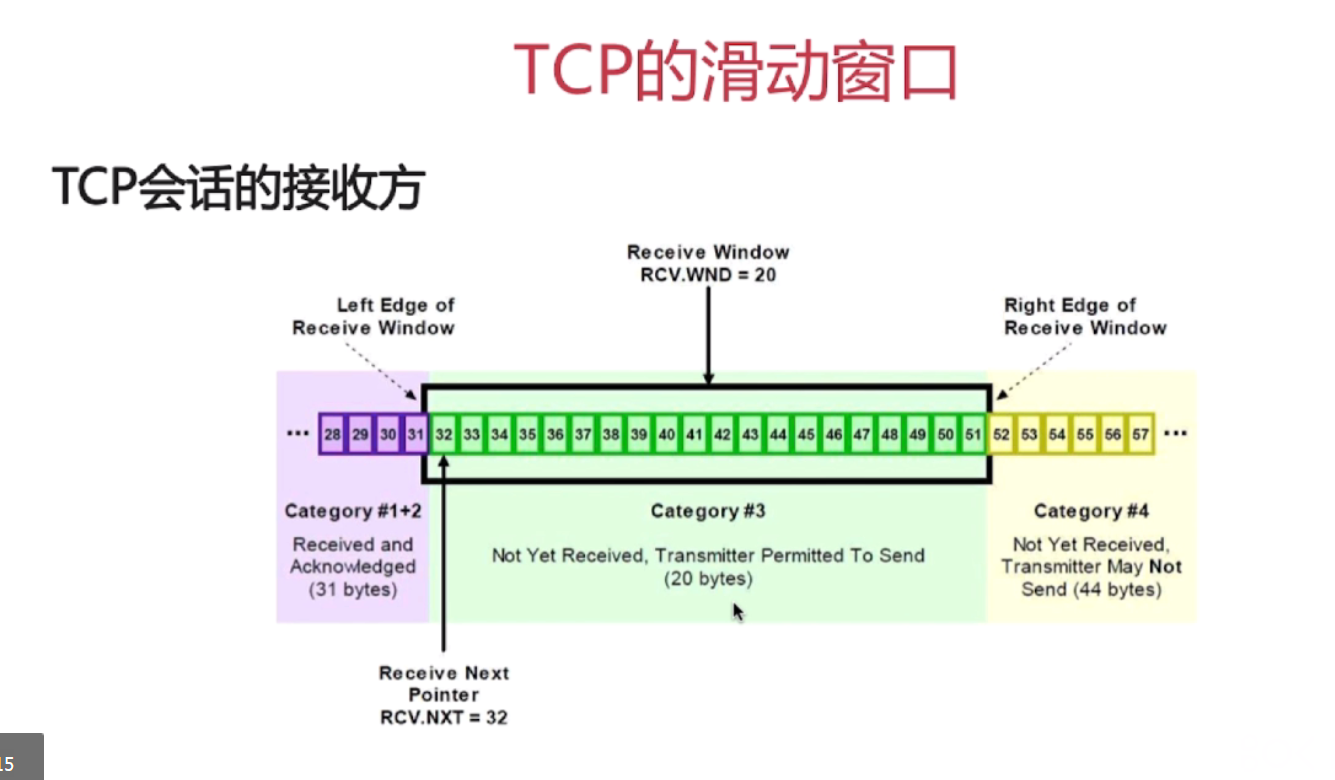 TCP的滑动窗口
TCP会话的接收方
Receive Window
RCV.WND = 20
Left Edge of
Receive Window
Right Edge of
Receive Window
... 28 29 30 31 32 33 34 35 36 37 38 39 40 41 42 43 44 45 46 47 48 49 50 51 52 53 54 55 56 57 ...
Category #1+2
Received and
Acknowledged
(31 bytes)
Category #3
Not Yet Received, Transmitter Permitted To Send
(20 bytes)
Category #4
Not Yet Received,
Transmitter May Not
Send (44 bytes)
Receive Next
Pointer
RCV.NXT = 32
15